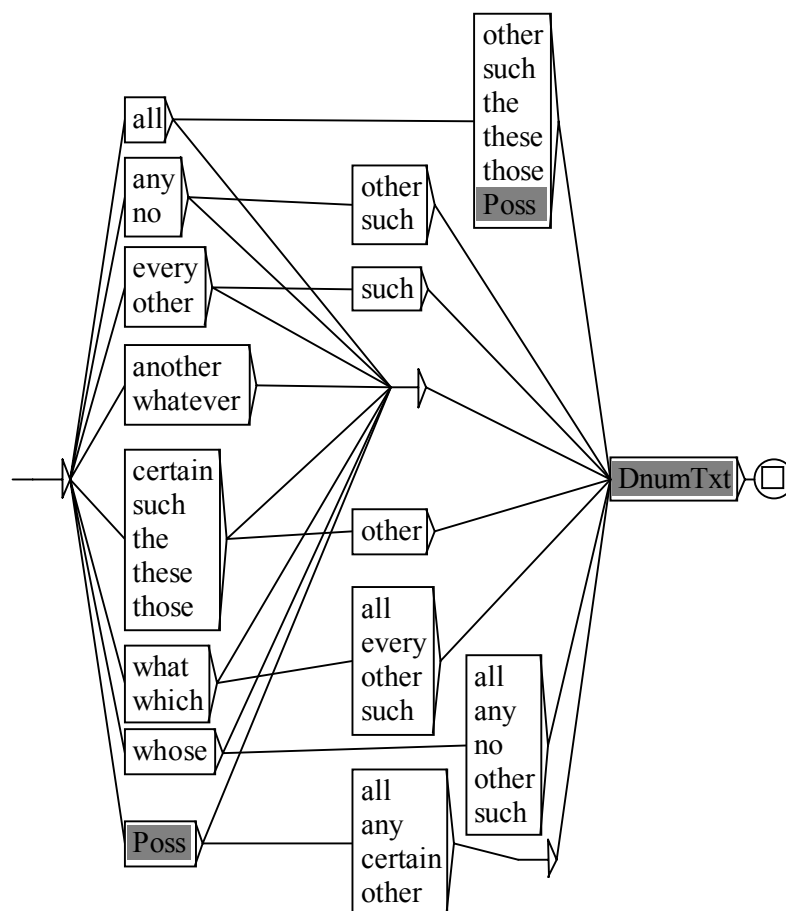 all
other
such
the
these
those
Poss
any
no
other
such
every
other
such
another
whatever
certain
such
the
these
those
other
DnumTxt
what
which
all
every
other
such
whose
all
any
no
other
such
Poss
all
any
certain
other